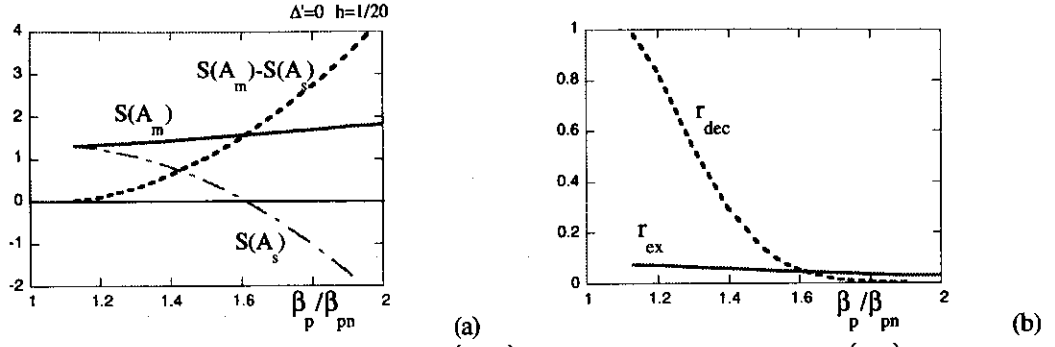 Δ'=0 h=1/20
4
3
2
1
0
-1
-2
S(A_m)-S(A_s)
S(A_m)
S(A_s)
1 1.2 1.4 1.6 1.8 2
β_p/β_pn
(a)
1
0.8
0.6
0.4
0.2
0
r_dec
r_ex
1 1.2 1.4 1.6 1.8 2
β_p/β_pn
(b)